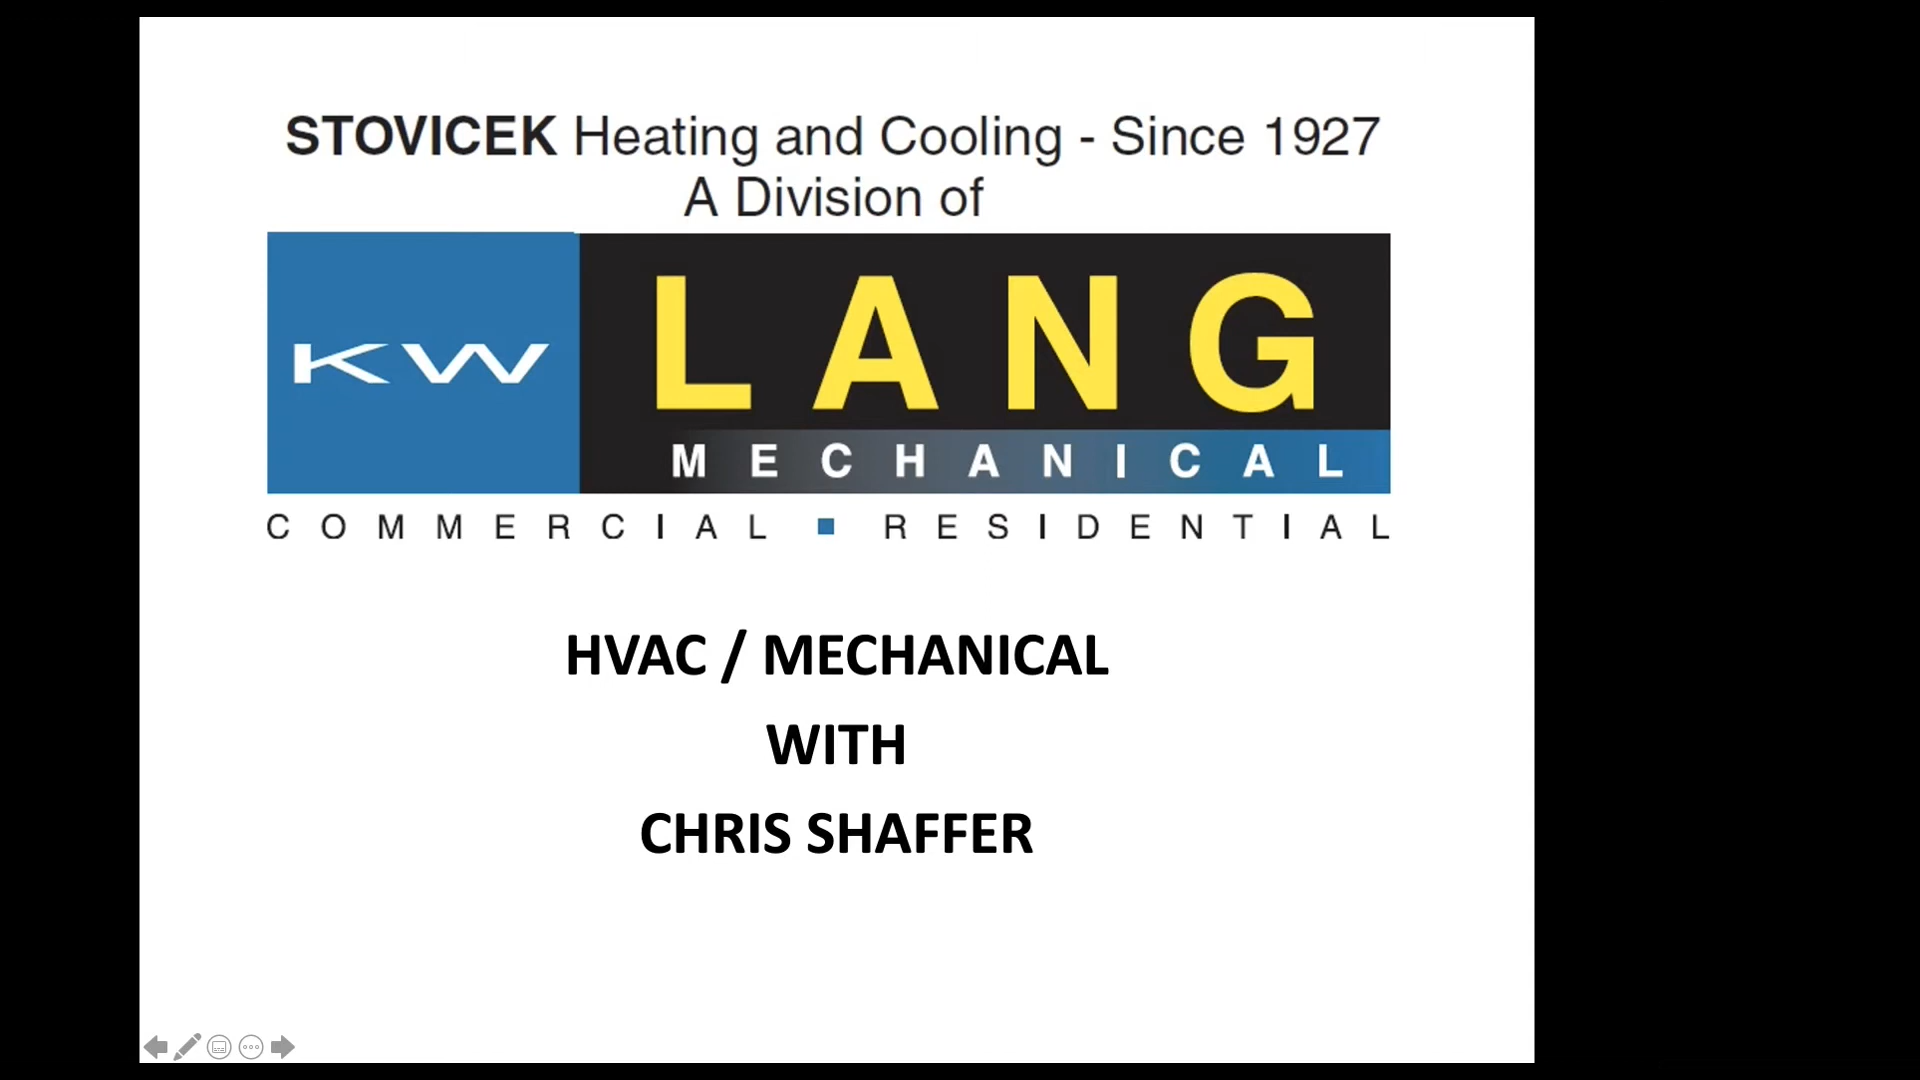 STOVICEK Heating and Cooling - Since 1927
A Division of
KW LANG
MECHANICAL
COMMERCIAL ■ RESIDENTIAL
HVAC / MECHANICAL
WITH
CHRIS SHAFFER